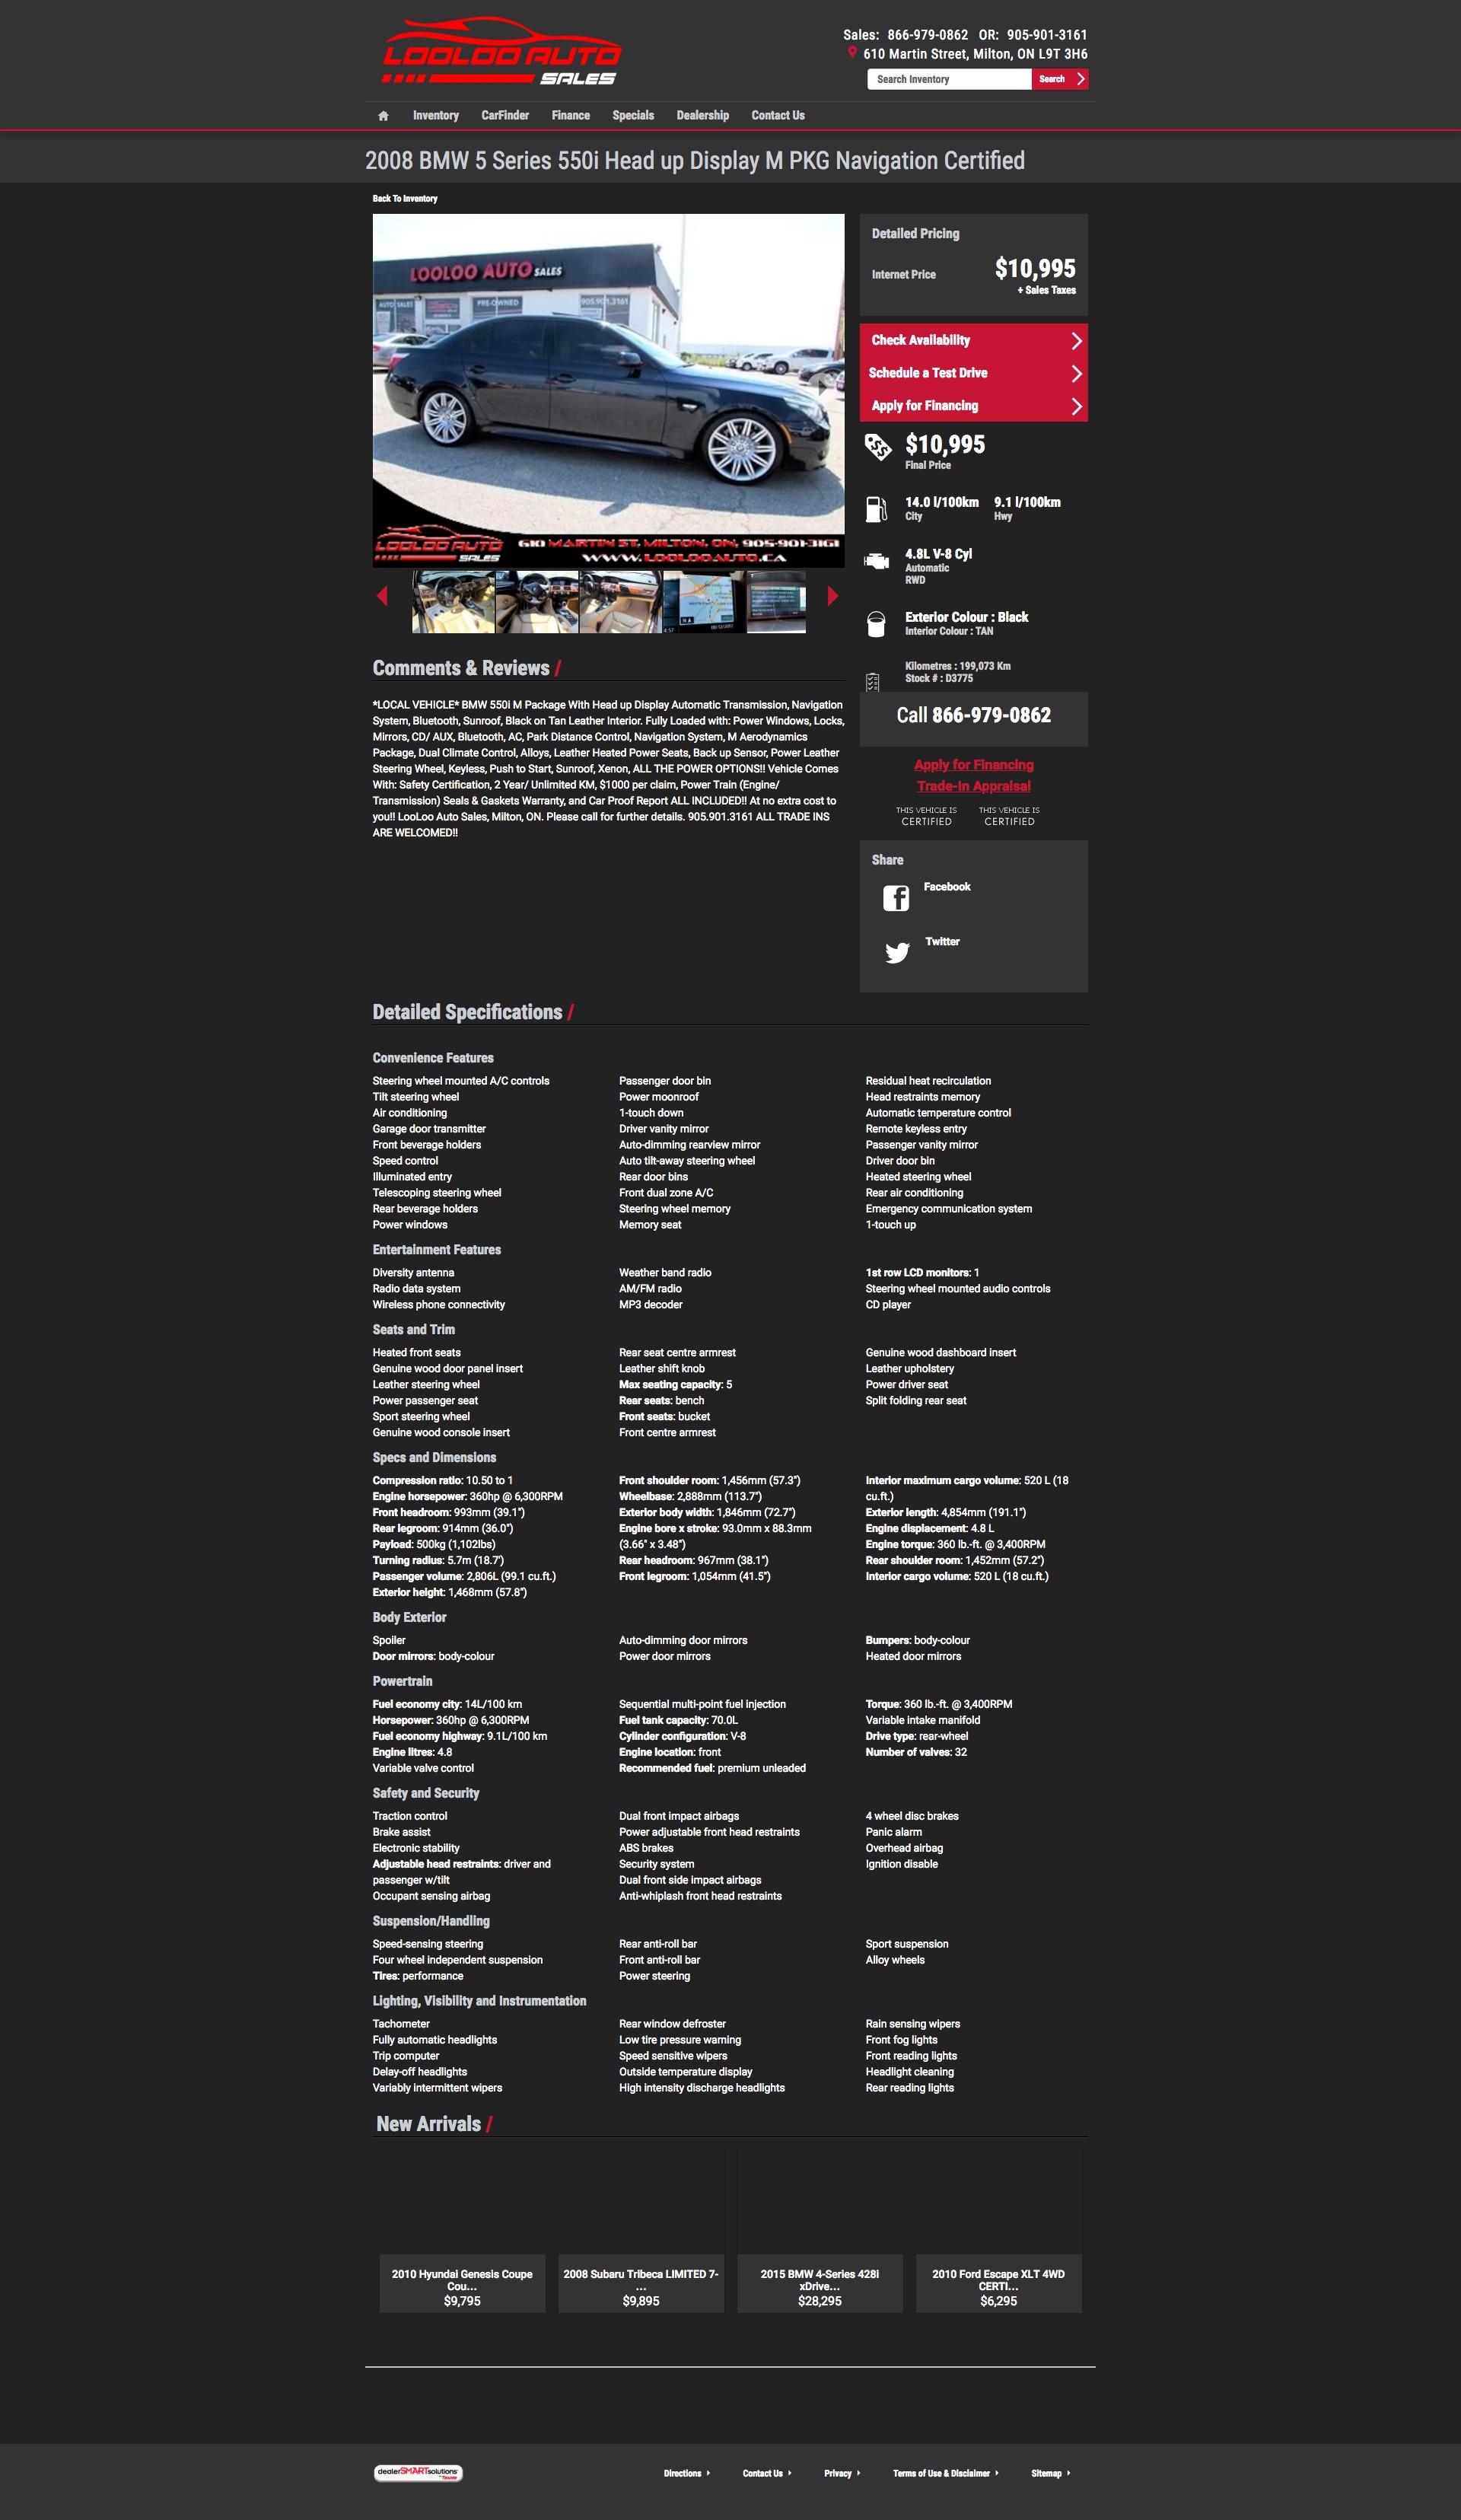 LOOLOO AUTO
SALES
Sales: 866-979-0862 OR: 905-901-3161
610 Martin Street, Milton, ON L9T 3H6
Search Inventory
Search
Inventory CarFinder Finance Specials Dealership Contact Us
2008 BMW 5 Series 550i Head up Display M PKG Navigation Certified
Back To Inventory
LOOLOO AUTO SALES
AUTO SALES
PRE-OWNED
905.901.3161
LOOLOO AUTO
SALES
610 MARTIN ST, MILTON, ON, 905-901-3161
WWW.LOOLOOAUTO.CA
Detailed Pricing
Internet Price $10,995
+ Sales Taxes
Check Availability
Schedule a Test Drive
Apply for Financing
$10,995
Final Price
14.0 l/100km 9.1 l/100km
City Hwy
4.8L V-8 Cyl
Automatic
RWD
Exterior Colour : Black
Interior Colour : TAN
Kilometres : 199,073 Km
Stock # : D3775
Call 866-979-0862
Apply for Financing
Trade-In Appraisal
THIS VEHICLE IS THIS VEHICLE IS
CERTIFIED CERTIFIED
Share
Facebook
Twitter
Comments & Reviews /
*LOCAL VEHICLE* BMW 550i M Package With Head up Display Automatic Transmission, Navigation
System, Bluetooth, Sunroof, Black on Tan Leather Interior. Fully Loaded with: Power Windows, Locks,
Mirrors, CD/ AUX, Bluetooth, AC, Park Distance Control, Navigation System, M Aerodynamics
Package, Dual Climate Control, Alloys, Leather Heated Power Seats, Back up Sensor, Power Leather
Steering Wheel, Keyless, Push to Start, Sunroof, Xenon, ALL THE POWER OPTIONS!! Vehicle Comes
With: Safety Certification, 2 Year/ Unlimited KM, $1000 per claim, Power Train (Engine/
Transmission) Seals & Gaskets Warranty, and Car Proof Report ALL INCLUDED!! At no extra cost to
you!! LooLoo Auto Sales, Milton, ON. Please call for further details. 905.901.3161 ALL TRADE INS
ARE WELCOMED!!
Detailed Specifications /
Convenience Features
Steering wheel mounted A/C controls Passenger door bin Residual heat recirculation
Tilt steering wheel Power moonroof Head restraints memory
Air conditioning 1-touch down Automatic temperature control
Garage door transmitter Driver vanity mirror Remote keyless entry
Front beverage holders Auto-dimming rearview mirror Passenger vanity mirror
Speed control Auto tilt-away steering wheel Driver door bin
Illuminated entry Rear door bins Heated steering wheel
Telescoping steering wheel Front dual zone A/C Rear air conditioning
Rear beverage holders Steering wheel memory Emergency communication system
Power windows Memory seat 1-touch up
Entertainment Features
Diversity antenna Weather band radio 1st row LCD monitors: 1
Radio data system AM/FM radio Steering wheel mounted audio controls
Wireless phone connectivity MP3 decoder CD player
Seats and Trim
Heated front seats Rear seat centre armrest Genuine wood dashboard insert
Genuine wood door panel insert Leather shift knob Leather upholstery
Leather steering wheel Max seating capacity: 5 Power driver seat
Power passenger seat Rear seats: bench Split folding rear seat
Sport steering wheel Front seats: bucket
Genuine wood console insert Front centre armrest
Specs and Dimensions
Compression ratio: 10.50 to 1 Front shoulder room: 1,456mm (57.3") Interior maximum cargo volume: 520 L (18
Engine horsepower: 360hp @ 6,300RPM Wheelbase: 2,888mm (113.7") cu.ft.)
Front headroom: 993mm (39.1") Exterior body width: 1,846mm (72.7") Exterior length: 4,854mm (191.1")
Rear legroom: 914mm (36.0") Engine bore x stroke: 93.0mm x 88.3mm Engine displacement: 4.8 L
Payload: 500kg (1,102lbs) (3.66" x 3.48") Engine torque: 360 lb.-ft. @ 3,400RPM
Turning radius: 5.7m (18.7') Rear headroom: 967mm (38.1") Rear shoulder room: 1,452mm (57.2")
Passenger volume: 2,806L (99.1 cu.ft.) Front legroom: 1,054mm (41.5") Interior cargo volume: 520 L (18 cu.ft.)
Exterior height: 1,468mm (57.8")
Body Exterior
Spoiler Auto-dimming door mirrors Bumpers: body-colour
Door mirrors: body-colour Power door mirrors Heated door mirrors
Powertrain
Fuel economy city: 14L/100 km Sequential multi-point fuel injection Torque: 360 lb.-ft. @ 3,400RPM
Horsepower: 360hp @ 6,300RPM Fuel tank capacity: 70.0L Variable intake manifold
Fuel economy highway: 9.1L/100 km Cylinder configuration: V-8 Drive type: rear-wheel
Engine litres: 4.8 Engine location: front Number of valves: 32
Variable valve control Recommended fuel: premium unleaded
Safety and Security
Traction control Dual front impact airbags 4 wheel disc brakes
Brake assist Power adjustable front head restraints Panic alarm
Electronic stability ABS brakes Overhead airbag
Adjustable head restraints: driver and Security system Ignition disable
passenger w/tilt Dual front side impact airbags
Occupant sensing airbag Anti-whiplash front head restraints
Suspension/Handling
Speed-sensing steering Rear anti-roll bar Sport suspension
Four wheel independent suspension Front anti-roll bar Alloy wheels
Tires: performance Power steering
Lighting, Visibility and Instrumentation
Tachometer Rear window defroster Rain sensing wipers
Fully automatic headlights Low tire pressure warning Front fog lights
Trip computer Speed sensitive wipers Front reading lights
Delay-off headlights Outside temperature display Headlight cleaning
Variably intermittent wipers High intensity discharge headlights Rear reading lights
New Arrivals /
2010 Hyundai Genesis Coupe 2008 Subaru Tribeca LIMITED 7- 2015 BMW 4-Series 428i 2010 Ford Escape XLT 4WD
Cou... ... xDrive... CERTI...
$9,795 $9,895 $28,295 $6,295
dealerSMARTsolutions
Directions Contact Us Privacy Terms of Use & Disclaimer Sitemap